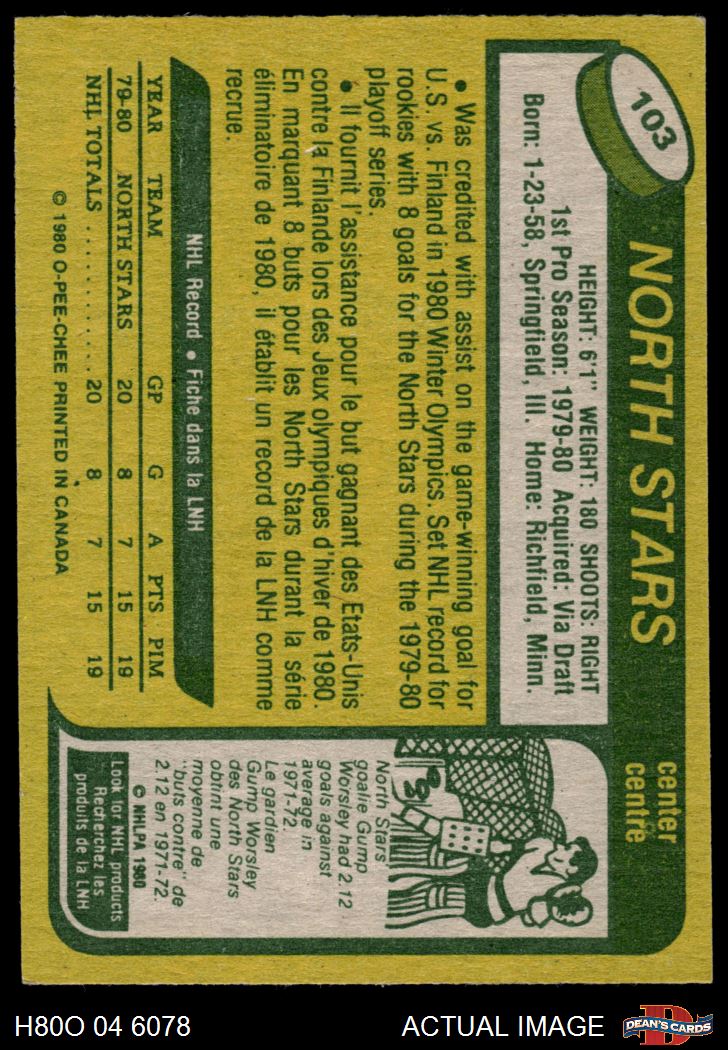 103
NORTH STARS
center
centre
HEIGHT: 6'1" WEIGHT: 180 SHOOTS: RIGHT
1st Pro Season: 1979-80 Acquired: Via Draft
Born: 1-23-58, Springfield, Ill. Home: Richfield, Minn.
• Was credited with assist on the game-winning goal for
U.S. vs. Finland in 1980 Winter Olympics. Set NHL record for
rookies with 8 goals for the North Stars during the 1979-80
playoff series.
• Il fournit l'assistance pour le but gagnant des Etats-Unis
contre la Finlande lors des Jeux olympiques d'hiver de 1980.
En marquant 8 buts pour les North Stars durant la série
éliminatoire de 1980, il établit un record de la LNH comme
recrue.
NHL Record • Fiche dans la LNH
YEAR TEAM GP G A PTS PIM
79-80 NORTH STARS 20 8 7 15 19
NHL TOTALS ........... 20 8 7 15 19
© 1980 O-PEE-CHEE PRINTED IN CANADA
North Stars
goalie Gump
Worsley had 2.12
goals against
average in
1971-72.
Le gardien
Gump Worsley
des North Stars
obtint une
moyenne de
"buts contre" de
2.12 en 1971-72.
© NHLPA 1980
Look for NHL products
Recherchez les
produits de la LNH
H80O 04 6078
ACTUAL IMAGE
D
DEAN'S CARDS